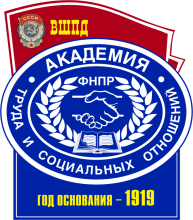 СССР
ВШПД
АКАДЕМИЯ
ФНПР
ТРУДА И СОЦИАЛЬНЫХ ОТНОШЕНИЙ
ГОД ОСНОВАНИЯ – 1919